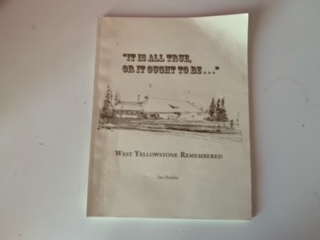 "IT IS ALL TRUE,
OR IT OUGHT TO BE . . ."
WEST YELLOWSTONE REMEMBERED